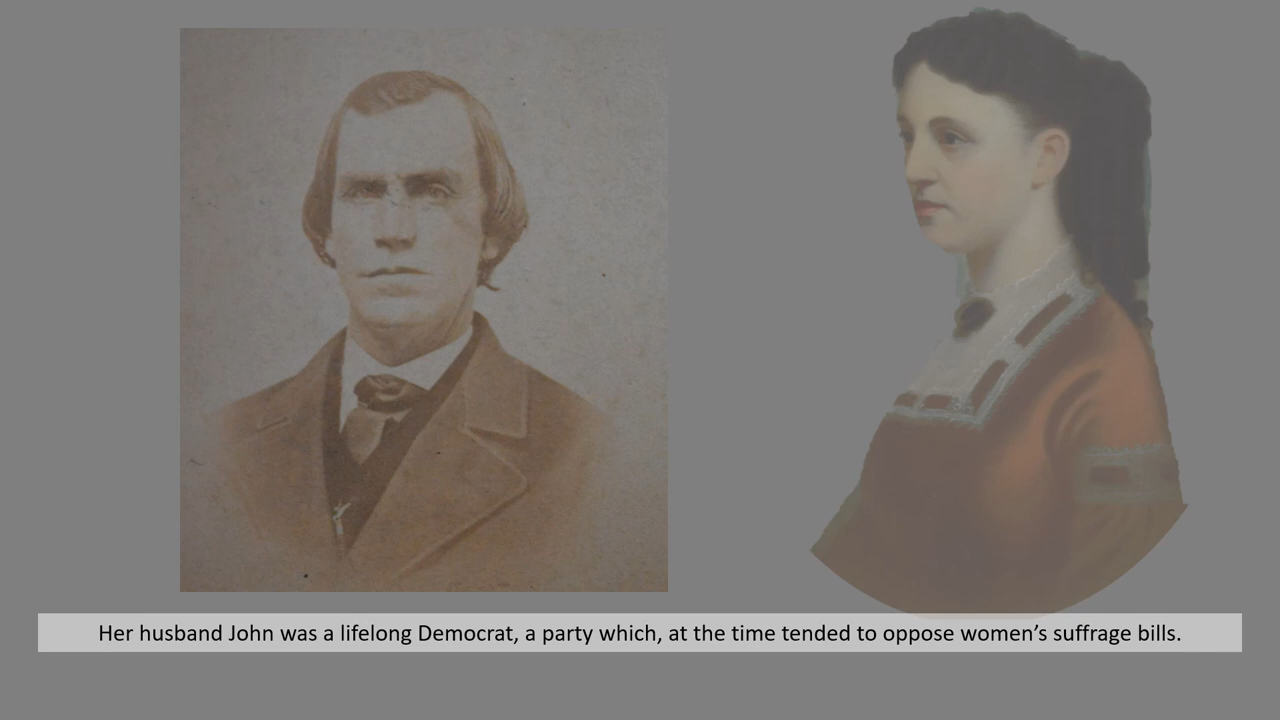 Her husband John was a lifelong Democrat, a party which, at the time tended to oppose women’s suffrage bills.